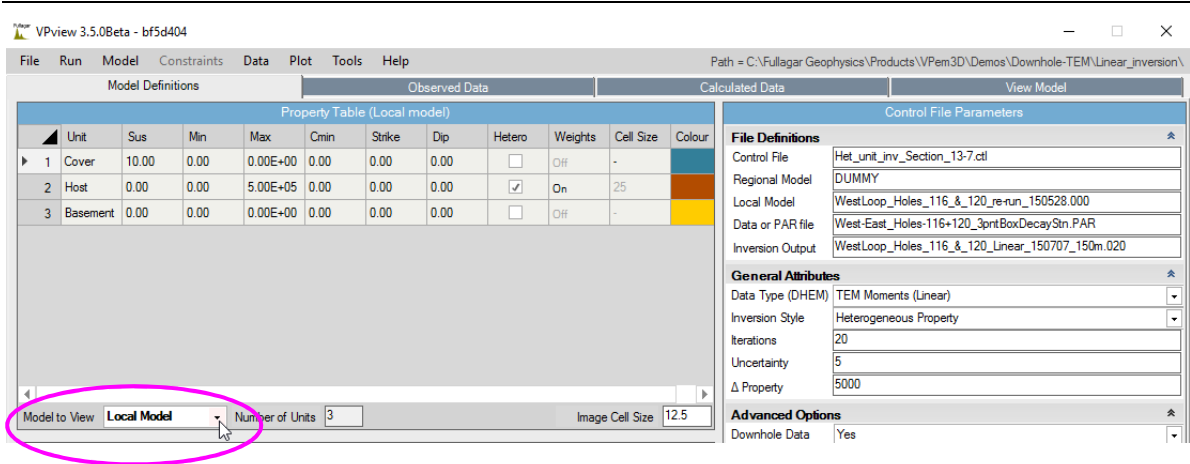 VPview 3.5.0Beta - bf5d404
File Run Model Constraints Data Plot Tools Help Path = C:\Fullagar Geophysics\Products\VPem3D\Demos\Downhole-TEM\Linear_inversion\
Model Definitions Observed Data Calculated Data View Model
Property Table (Local model)
Unit Sus Min Max Cmin Strike Dip Hetero Weights Cell Size Colour
1 Cover 10.00 0.00 0.00E+00 0.00 0.00 0.00 Off -
2 Host 0.00 0.00 5.00E+05 0.00 0.00 0.00 On 25
3 Basement 0.00 0.00 0.00E+00 0.00 0.00 0.00 Off -
Model to View Local Model Number of Units 3 Image Cell Size 12.5
Control File Parameters
File Definitions
Control File Het_unit_inv_Section_13-7.ctl
Regional Model DUMMY
Local Model WestLoop_Holes_116_&_120_re-run_150528.000
Data or PAR file West-East_Holes-116+120_3pntBoxDecayStn.PAR
Inversion Output WestLoop_Holes_116_&_120_Linear_150707_150m.020
General Attributes
Data Type (DHEM) TEM Moments (Linear)
Inversion Style Heterogeneous Property
Iterations 20
Uncertainty 5
Δ Property 5000
Advanced Options
Downhole Data Yes